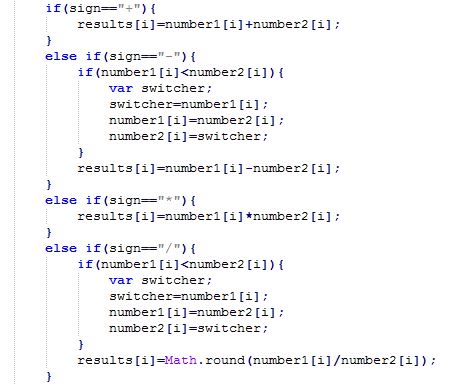 if(sign=="+"){
results[i]=number1[i]+number2[i];
}
else if(sign=="-"){
if(number1[i]<number2[i]){
var switcher;
switcher=number1[i];
number1[i]=number2[i];
number2[i]=switcher;
}
results[i]=number1[i]-number2[i];
}
else if(sign=="*"){
results[i]=number1[i]*number2[i];
}
else if(sign=="/"){
if(number1[i]<number2[i]){
var switcher;
switcher=number1[i];
number1[i]=number2[i];
number2[i]=switcher;
}
results[i]=Math.round(number1[i]/number2[i]);
}